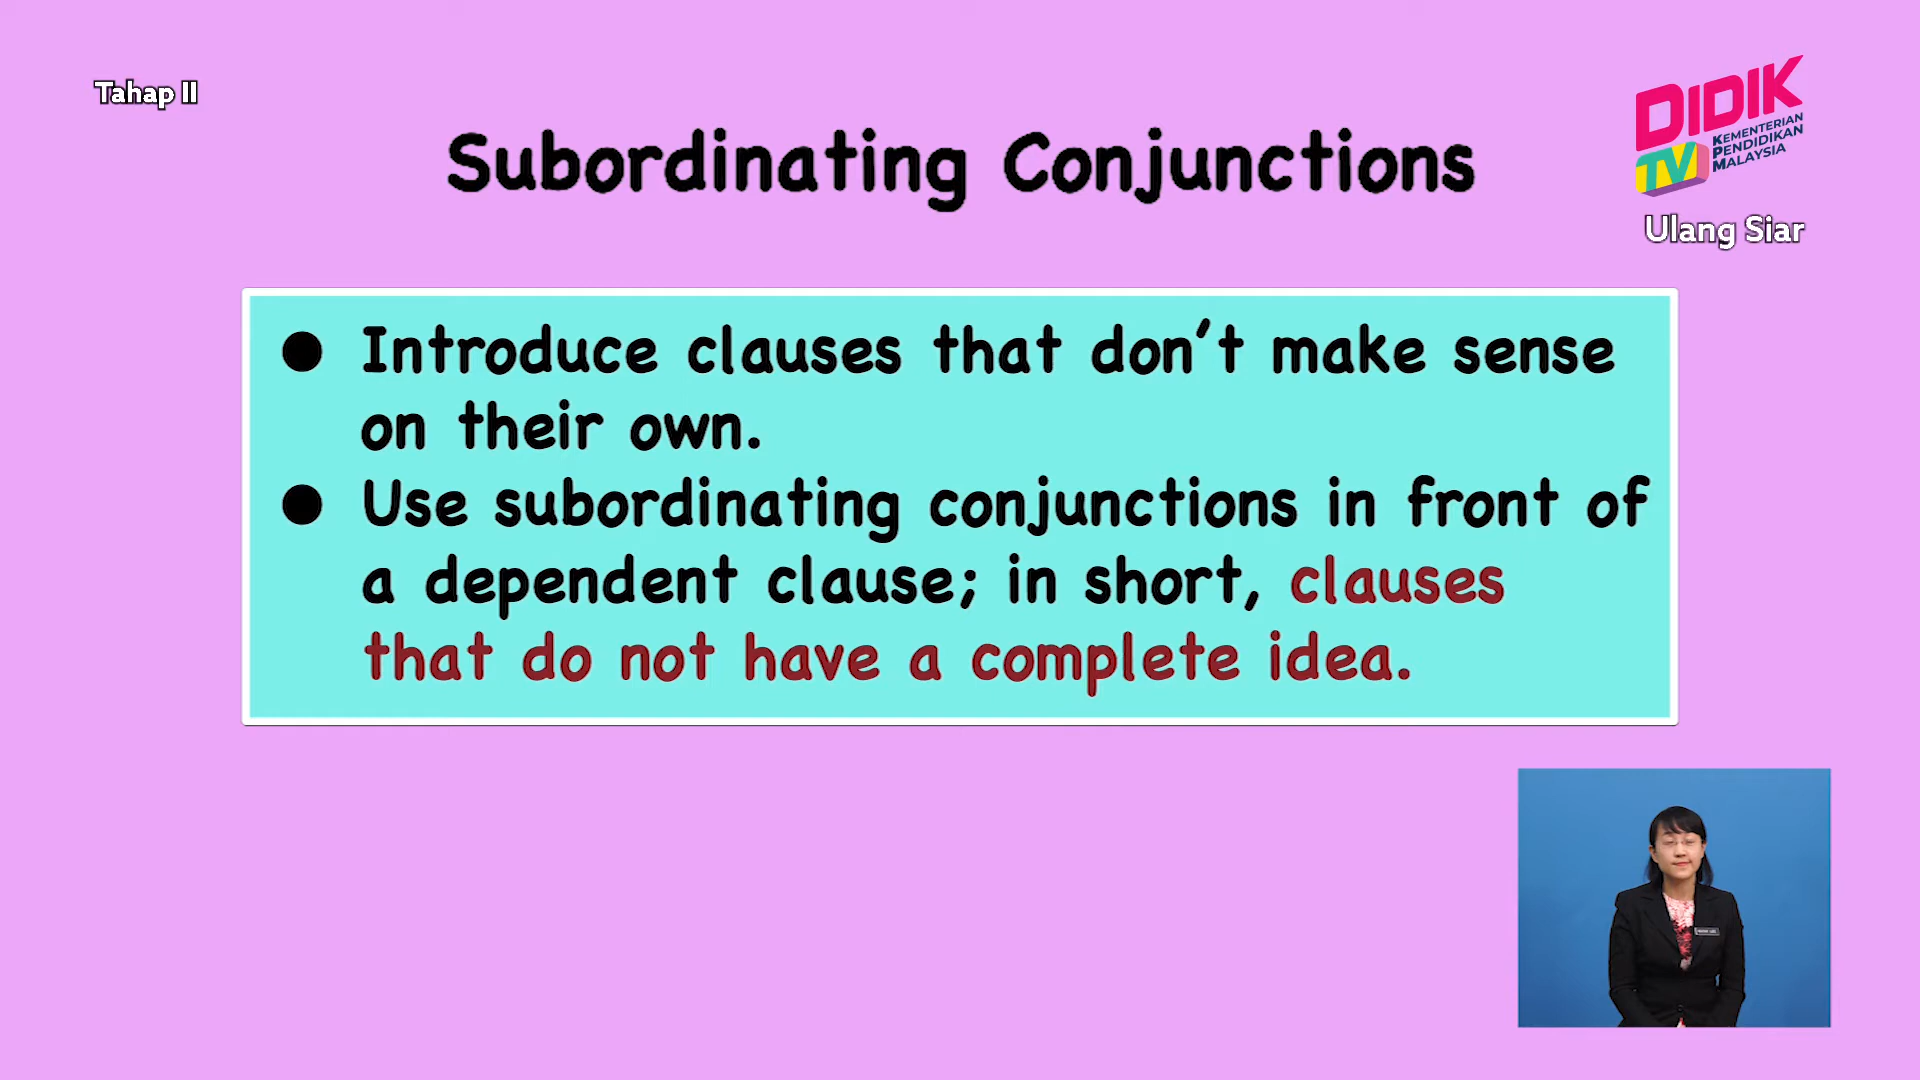 Tahap II
DIDIK
TV
KEMENTERIAN
PENDIDIKAN
MALAYSIA
Ulang Siar
Subordinating Conjunctions
● Introduce clauses that don't make sense
on their own.
● Use subordinating conjunctions in front of
a dependent clause; in short, clauses
that do not have a complete idea.